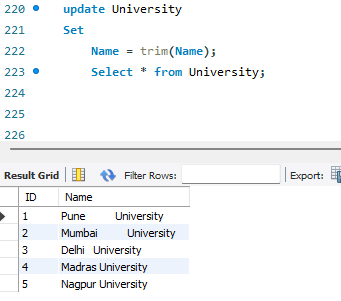 220 update University
221 Set
222 Name = trim(Name);
223 Select * from University;
224
225
226
Result Grid Filter Rows: Export:
ID Name
1 Pune University
2 Mumbai University
3 Delhi University
4 Madras University
5 Nagpur University